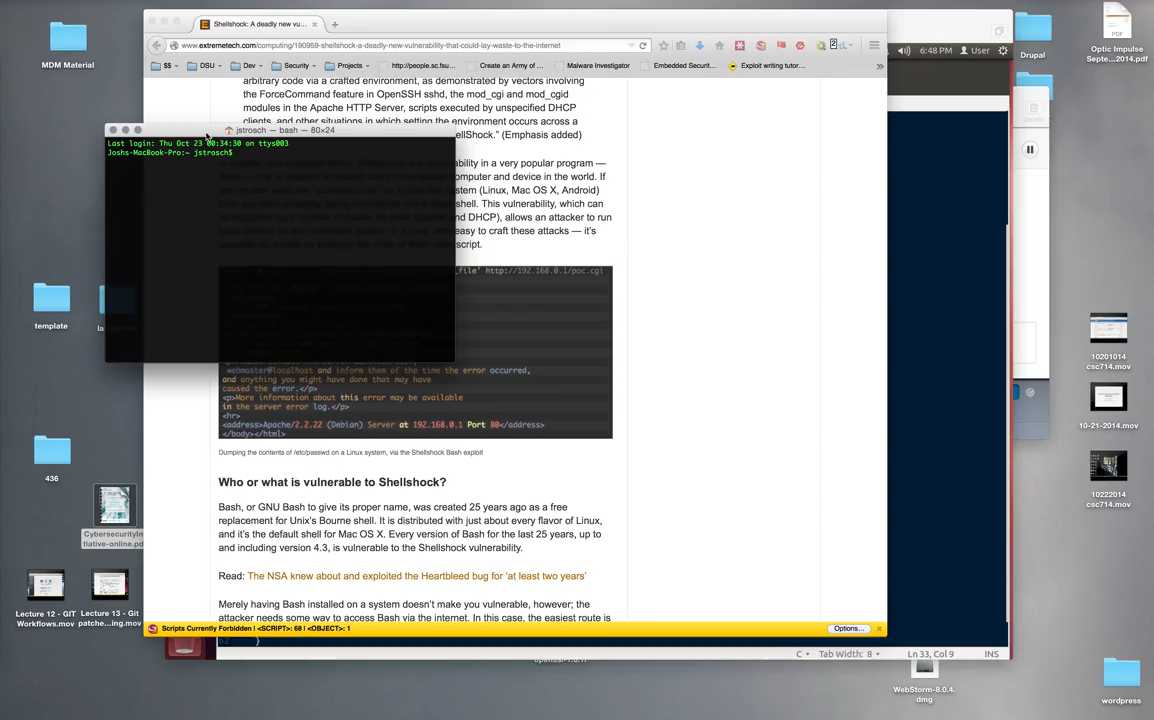 MDM Material
Shellshock: A deadly new vu...
www.extremetech.com/computing/190959-shellshock-a-deadly-new-vulnerability-that-could-lay-waste-to-the-internet
2
$$
DSU
Dev
Security
Projects
http://people.sc.fsu...
Create an Army of ...
Malware Investigator
Embedded Securit...
Exploit writing tutor...
6:48 PM
User
Drupal
Optic Impulse
Septe...2014.pdf
PDF
Delete
arbitrary code via a crafted environment, as demonstrated by vectors involving
the ForceCommand feature in OpenSSH sshd, the mod_cgi and mod_cgid
modules in the Apache HTTP Server, scripts executed by unspecified DHCP
clients, and other situations in which setting the environment occurs across a
ellShock." (Emphasis added)
jstrosch — bash — 80×24
Last login: Thu Oct 23 00:34:30 on ttys003
Joshs-MacBook-Pro:~ jstrosch$
ability in a very popular program —
omputer and device in the world. If
stem (Linux, Mac OS X, Android)
shell. This vulnerability, which can
nd DHCP), allows an attacker to run
easy to craft these attacks — it's
script.
_file' http://192.168.0.1/poc.cgi
webmaster@localhost and inform them of the time the error occurred,
and anything you might have done that may have
caused the error.</p>
<p>More information about this error may be available
in the server error log.</p>
<hr>
<address>Apache/2.2.22 (Debian) Server at 192.168.0.1 Port 80</address>
</body></html>
Dumping the contents of /etc/passwd on a Linux system, via the Shellshock Bash exploit
Who or what is vulnerable to Shellshock?
Bash, or GNU Bash to give its proper name, was created 25 years ago as a free
replacement for Unix's Bourne shell. It is distributed with just about every flavor of Linux,
and it's the default shell for Mac OS X. Every version of Bash for the last 25 years, up to
and including version 4.3, is vulnerable to the Shellshock vulnerability.
Read: The NSA knew about and exploited the Heartbleed bug for 'at least two years'
Merely having Bash installed on a system doesn't make you vulnerable, however; the
attacker needs some way to access Bash via the internet. In this case, the easiest route is
Scripts Currently Forbidden | <SCRIPT>: 68 | <OBJECT>: 1
Options...
62 }
C
Tab Width: 8
Ln 33, Col 9
INS
template
la
436
CybersecurityIn
itiative-online.pd
Lecture 12 - GIT
Workflows.mov
Lecture 13 - Git
patche...ing.mov
10201014
csc714.mov
10-21-2014.mov
10222014
csc714.mov
WebStorm-8.0.4.
dmg
wordpress